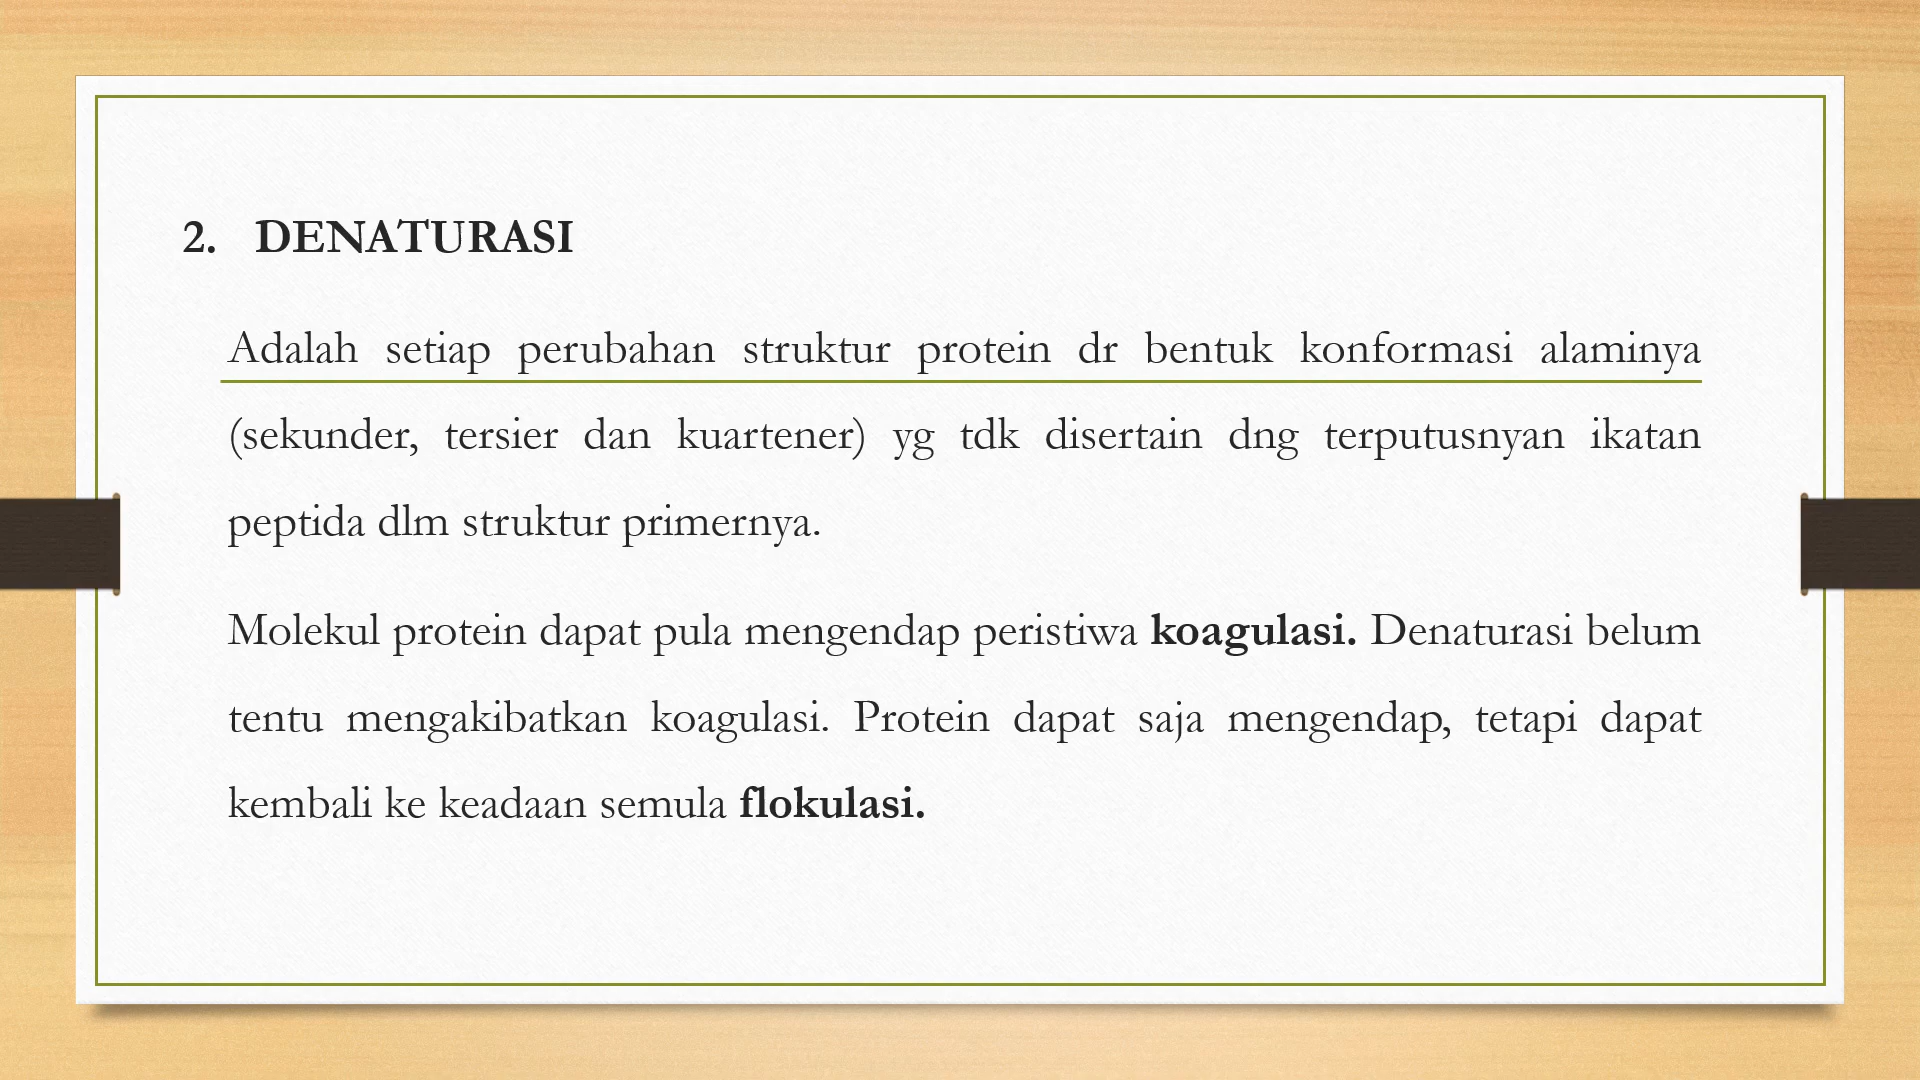 2. DENATURASI
Adalah setiap perubahan struktur protein dr bentuk konformasi alaminya
(sekunder, tersier dan kuartener) yg tdk disertain dng terputusnyan ikatan
peptida dlm struktur primernya.
Molekul protein dapat pula mengendap peristiwa koagulasi. Denaturasi belum
tentu mengakibatkan koagulasi. Protein dapat saja mengendap, tetapi dapat
kembali ke keadaan semula flokulasi.